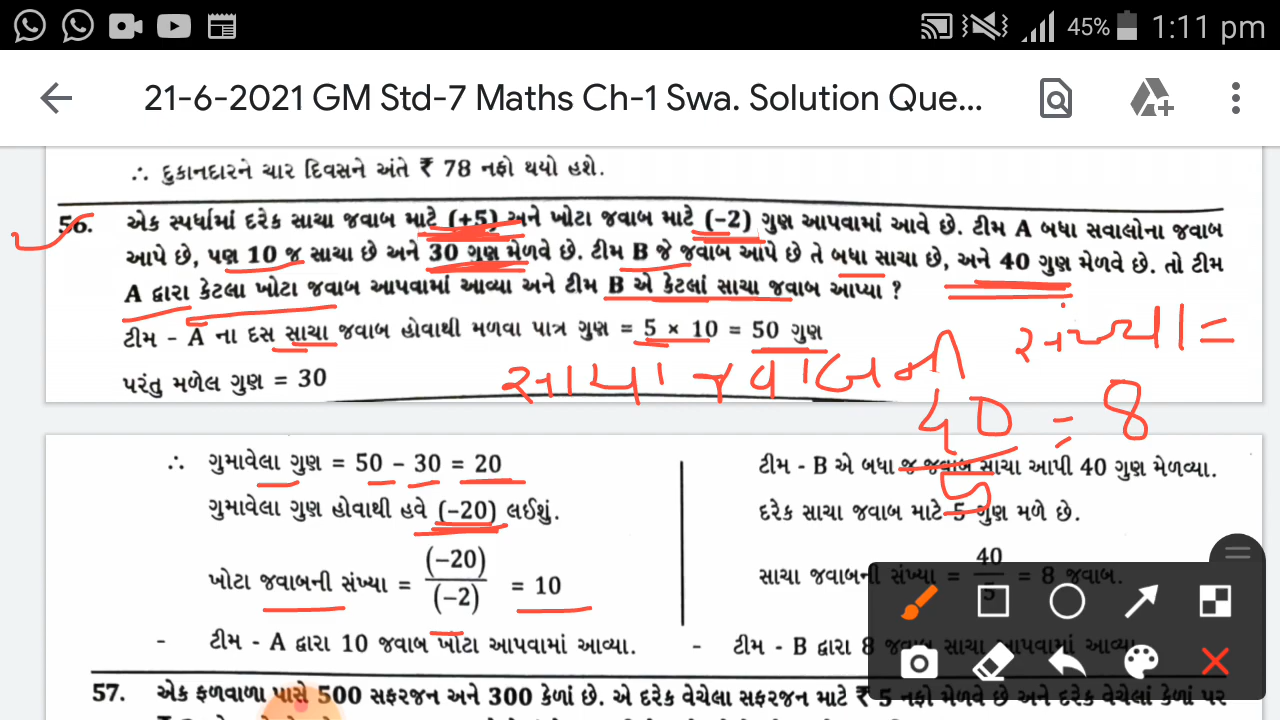 45% 1:11 pm
21-6-2021 GM Std-7 Maths Ch-1 Swa. Solution Que...
∴ દુકાનદારને ચાર દિવસને અંતે ₹ 78 નફો થયો હશે.
56. એક સ્પર્ધામાં દરેક સાચા જવાબ માટે (+5) અને ખોટા જવાબ માટે (−2) ગુણ આપવામાં આવે છે. ટીમ A બધા સવાલોના જવાબ
આપે છે, પણ 10 જ સાચા છે અને 30 ગુણ મેળવે છે. ટીમ B જે જવાબ આપે છે તે બધા સાચા છે, અને 40 ગુણ મેળવે છે. તો ટીમ
A દ્વારા કેટલા ખોટા જવાબ આપવામાં આવ્યા અને ટીમ B એ કેટલાં સાચા જવાબ આપ્યા ?
ટીમ - A ના દસ સાચા જવાબ હોવાથી મળવા પાત્ર ગુણ = 5 × 10 = 50 ગુણ
પરંતુ મળેલ ગુણ = 30
સાચા જવાબની સંખ્યા =
40/5 = 8
∴ ગુમાવેલા ગુણ = 50 − 30 = 20
ગુમાવેલા ગુણ હોવાથી હવે (−20) લઈશું.
ખોટા જવાબની સંખ્યા = (−20)/(−2) = 10
- ટીમ - A દ્વારા 10 જવાબ ખોટા આપવામાં આવ્યા.
ટીમ - B એ બધા જ જવાબ સાચા આપી 40 ગુણ મેળવ્યા.
દરેક સાચા જવાબ માટે 5 ગુણ મળે છે.
સાચા જવાબની સંખ્યા = 40/5 = 8 જવાબ.
- ટીમ - B દ્વારા 8 જવાબ સાચા આપવામાં આવ્યા
57. એક ફળવાળા પાસે 500 સફરજન અને 300 કેળાં છે. એ દરેક વેચેલા સફરજન માટે ₹ 5 નફો મેળવે છે અને દરેક વેચેલાં કેળાં પર